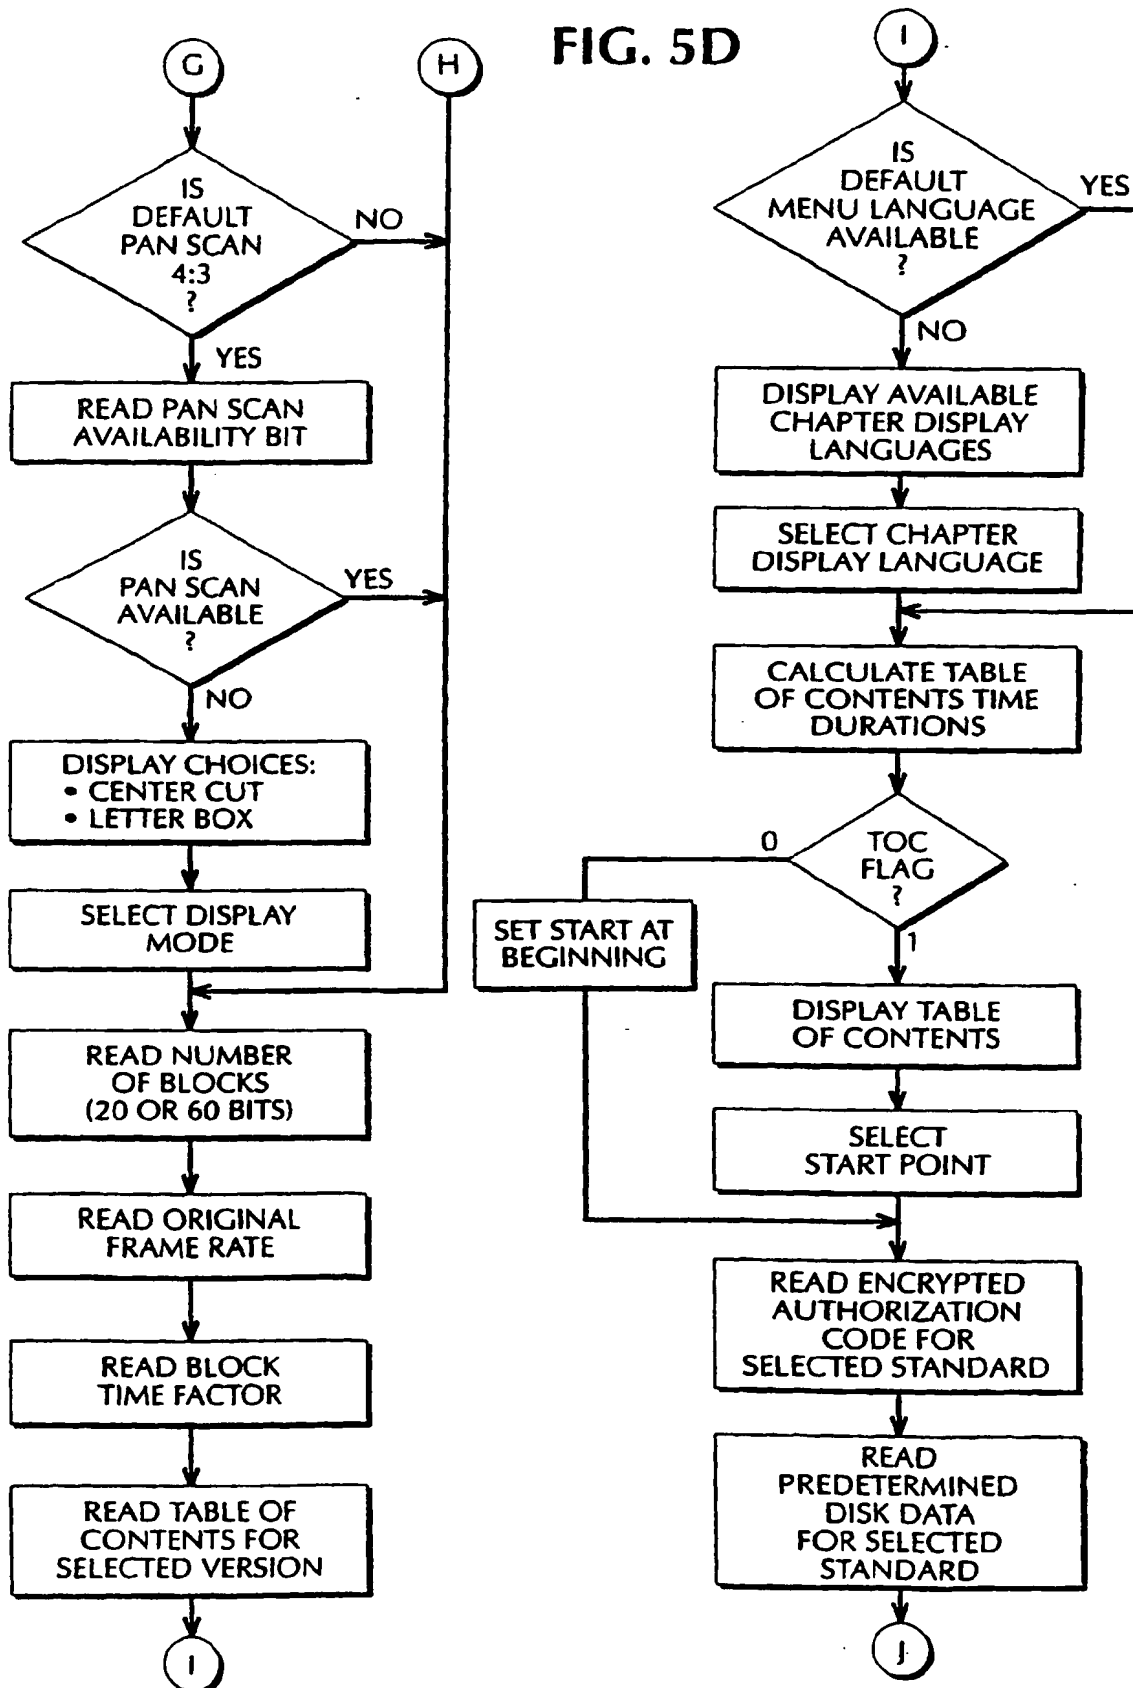 FIG. 5D
G
H
IS
DEFAULT
PAN SCAN
4:3
?
NO
YES
READ PAN SCAN
AVAILABILITY BIT
IS
PAN SCAN
AVAILABLE
?
YES
NO
DISPLAY CHOICES:
• CENTER CUT
• LETTER BOX
SELECT DISPLAY
MODE
READ NUMBER
OF BLOCKS
(20 OR 60 BITS)
READ ORIGINAL
FRAME RATE
READ BLOCK
TIME FACTOR
READ TABLE OF
CONTENTS FOR
SELECTED VERSION
I
I
IS
DEFAULT
MENU LANGUAGE
AVAILABLE
?
YES
NO
DISPLAY AVAILABLE
CHAPTER DISPLAY
LANGUAGES
SELECT CHAPTER
DISPLAY LANGUAGE
CALCULATE TABLE
OF CONTENTS TIME
DURATIONS
TOC
FLAG
?
0
1
SET START AT
BEGINNING
DISPLAY TABLE
OF CONTENTS
SELECT
START POINT
READ ENCRYPTED
AUTHORIZATION
CODE FOR
SELECTED STANDARD
READ
PREDETERMINED
DISK DATA
FOR SELECTED
STANDARD
J